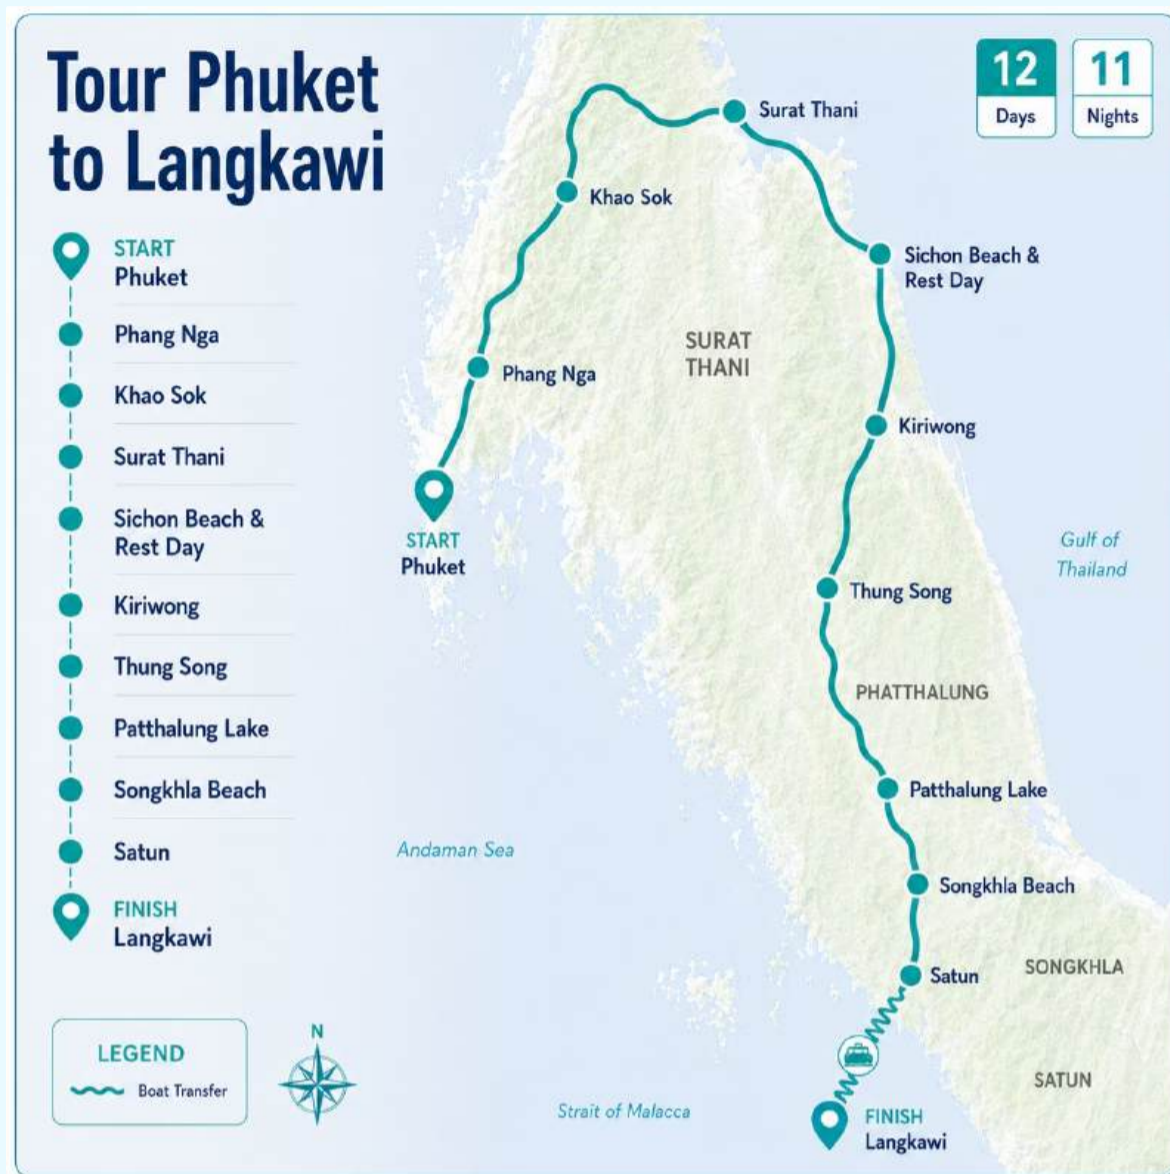 Tour Phuket
to Langkawi
12
Days
11
Nights
START
Phuket
Phang Nga
Khao Sok
Surat Thani
Sichon Beach &
Rest Day
Kiriwong
Thung Song
Patthalung Lake
Songkhla Beach
Satun
FINISH
Langkawi
LEGEND
Boat Transfer
N
Surat Thani
Khao Sok
Sichon Beach &
Rest Day
SURAT
THANI
Phang Nga
Kiriwong
START
Phuket
Gulf of
Thailand
Thung Song
PHATTHALUNG
Patthalung Lake
Andaman Sea
Songkhla Beach
SONGKHLA
Satun
SATUN
Strait of Malacca
FINISH
Langkawi